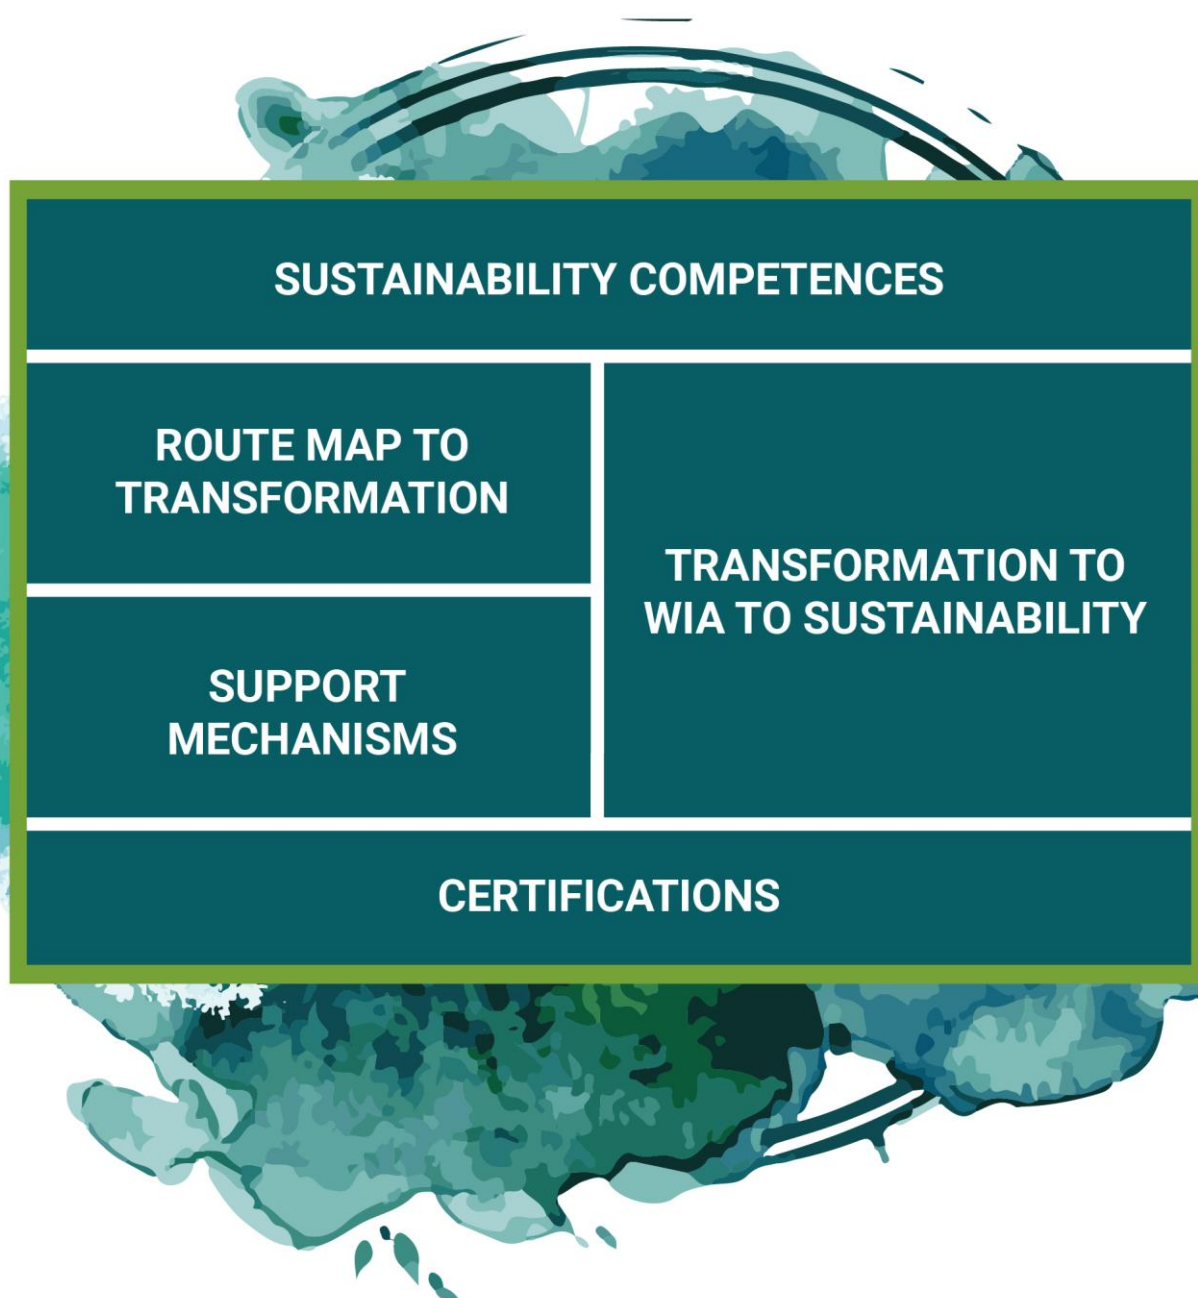 SUSTAINABILITY COMPETENCES
ROUTE MAP TO
TRANSFORMATION
SUPPORT
MECHANISMS
TRANSFORMATION TO
WIA TO SUSTAINABILITY
CERTIFICATIONS